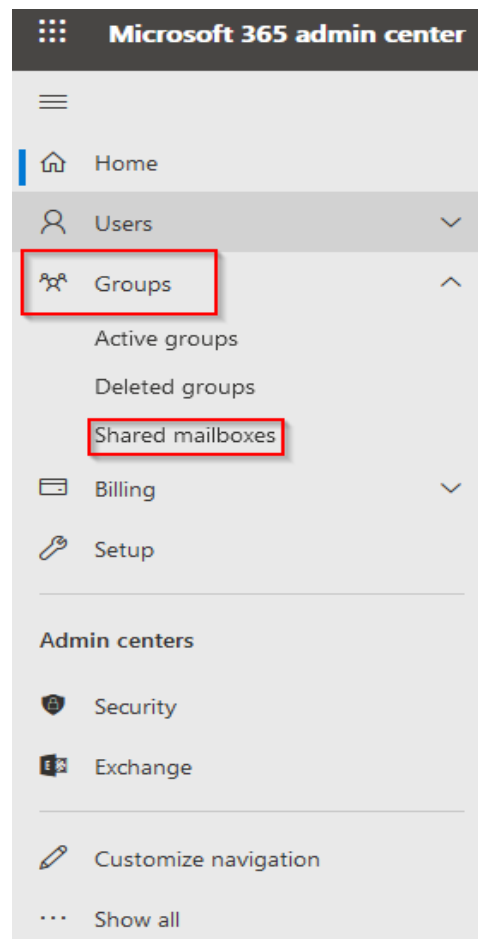 Microsoft 365 admin center
Home
Users
Groups
Active groups
Deleted groups
Shared mailboxes
Billing
Setup
Admin centers
Security
Exchange
Customize navigation
Show all